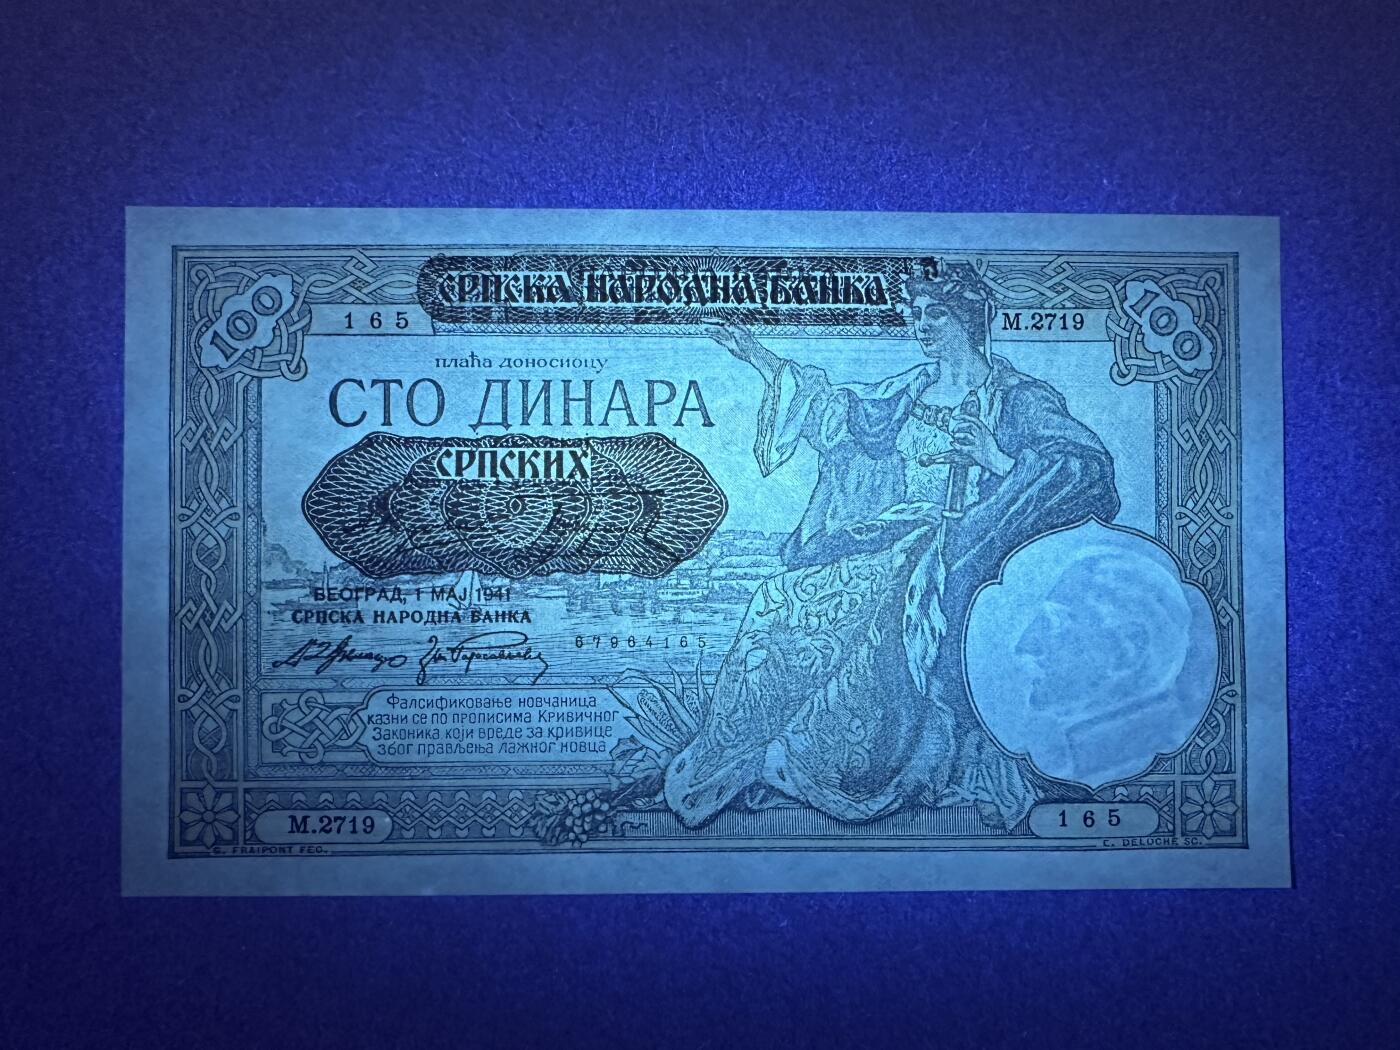 100
СРПСКА НАРОДНА БАНКА
100
165
М.2719
плаћа доносиоцу
СТО ДИНАРА
СРПСКИХ
БЕОГРАД, 1 МАЈ 1941
СРПСКА НАРОДНА БАНКА
67964165
Фалсификовање новчаница
казни се по прописима Кривичног
Законика који вреде за кривице
због прављења лажног новца
М.2719
165
G. FRAIPONT FEC.
E. DELOCHE SC.